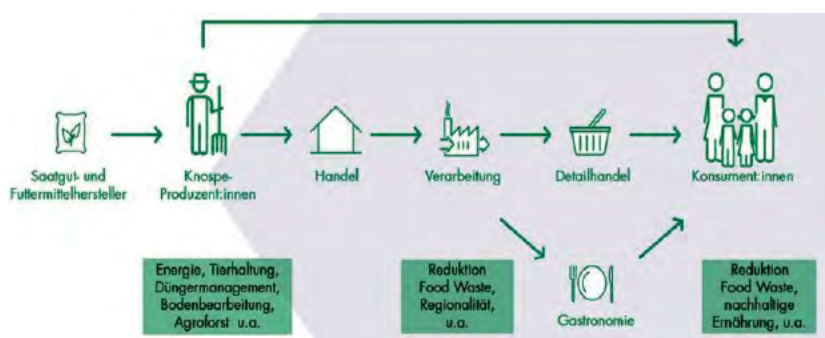 Saatgut- und
Futtermittelhersteller
Knospe-
Produzent:innen
Handel
Verarbeitung
Detailhandel
Konsument:innen
Energie, Tierhaltung,
Düngermanagement,
Bodenbearbeitung,
Agroforst u.a.
Reduktion
Food Waste,
Regionalität,
u.a.
Gastronomie
Reduktion
Food Waste,
nachhaltige
Ernährung, u.a.